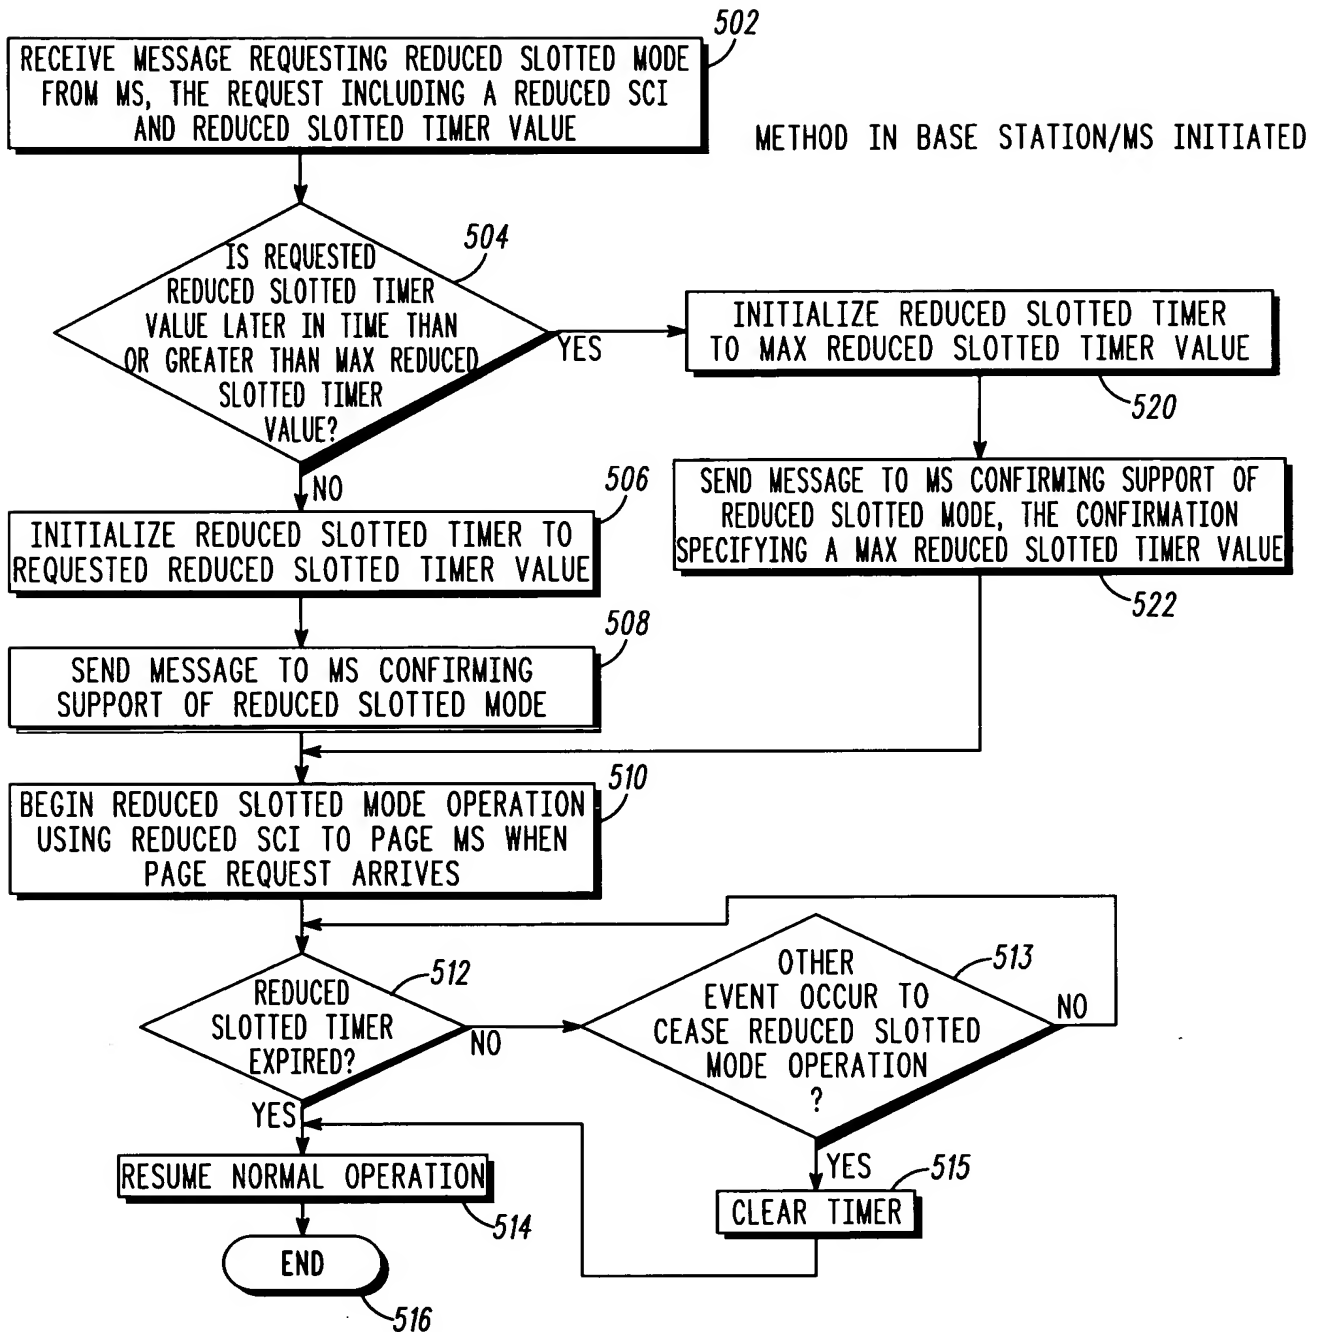 502
RECEIVE MESSAGE REQUESTING REDUCED SLOTTED MODE
FROM MS, THE REQUEST INCLUDING A REDUCED SCI
AND REDUCED SLOTTED TIMER VALUE
METHOD IN BASE STATION/MS INITIATED
504
IS REQUESTED
REDUCED SLOTTED TIMER
VALUE LATER IN TIME THAN
OR GREATER THAN MAX REDUCED
SLOTTED TIMER
VALUE?
YES
INITIALIZE REDUCED SLOTTED TIMER
TO MAX REDUCED SLOTTED TIMER VALUE
520
NO
506
INITIALIZE REDUCED SLOTTED TIMER TO
REQUESTED REDUCED SLOTTED TIMER VALUE
SEND MESSAGE TO MS CONFIRMING SUPPORT OF
REDUCED SLOTTED MODE, THE CONFIRMATION
SPECIFYING A MAX REDUCED SLOTTED TIMER VALUE
522
508
SEND MESSAGE TO MS CONFIRMING
SUPPORT OF REDUCED SLOTTED MODE
510
BEGIN REDUCED SLOTTED MODE OPERATION
USING REDUCED SCI TO PAGE MS WHEN
PAGE REQUEST ARRIVES
512
REDUCED
SLOTTED TIMER
EXPIRED?
NO
513
OTHER
EVENT OCCUR TO
CEASE REDUCED SLOTTED
MODE OPERATION
?
NO
YES
YES
515
CLEAR TIMER
RESUME NORMAL OPERATION
514
END
516